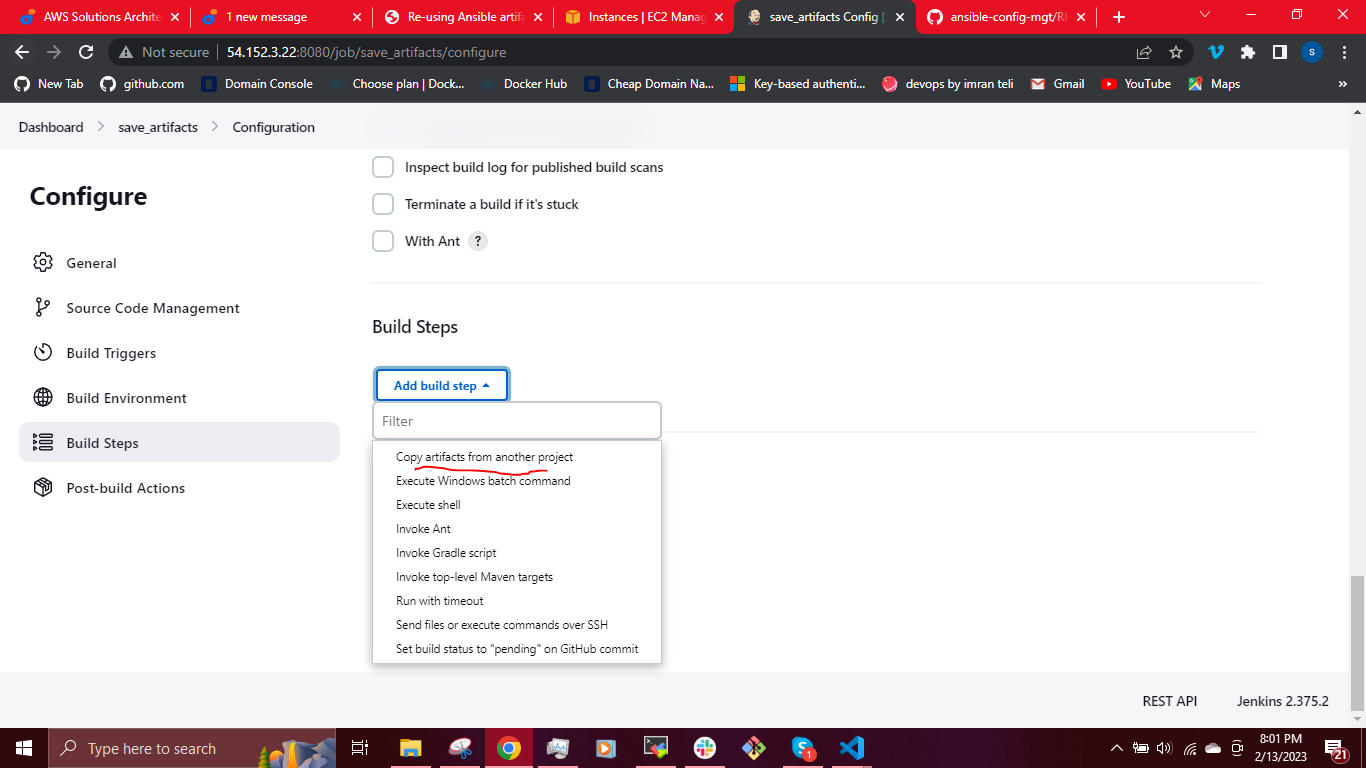 AWS Solutions Archite
1 new message
Re-using Ansible artifa
Instances | EC2 Manag
save_artifacts Config [
ansible-config-mgt/RE
Not secure
54.152.3.22:8080/job/save_artifacts/configure
S
New Tab
github.com
Domain Console
Choose plan | Dock...
Docker Hub
Cheap Domain Na...
Key-based authenti...
devops by imran teli
Gmail
YouTube
Maps
»
Dashboard
save_artifacts
Configuration
Configure
General
Source Code Management
Build Triggers
Build Environment
Build Steps
Post-build Actions
Inspect build log for published build scans
Terminate a build if it's stuck
With Ant ?
Build Steps
Add build step
Filter
Copy artifacts from another project
Execute Windows batch command
Execute shell
Invoke Ant
Invoke Gradle script
Invoke top-level Maven targets
Run with timeout
Send files or execute commands over SSH
Set build status to "pending" on GitHub commit
REST API
Jenkins 2.375.2
Type here to search
1
8:01 PM
2/13/2023
21